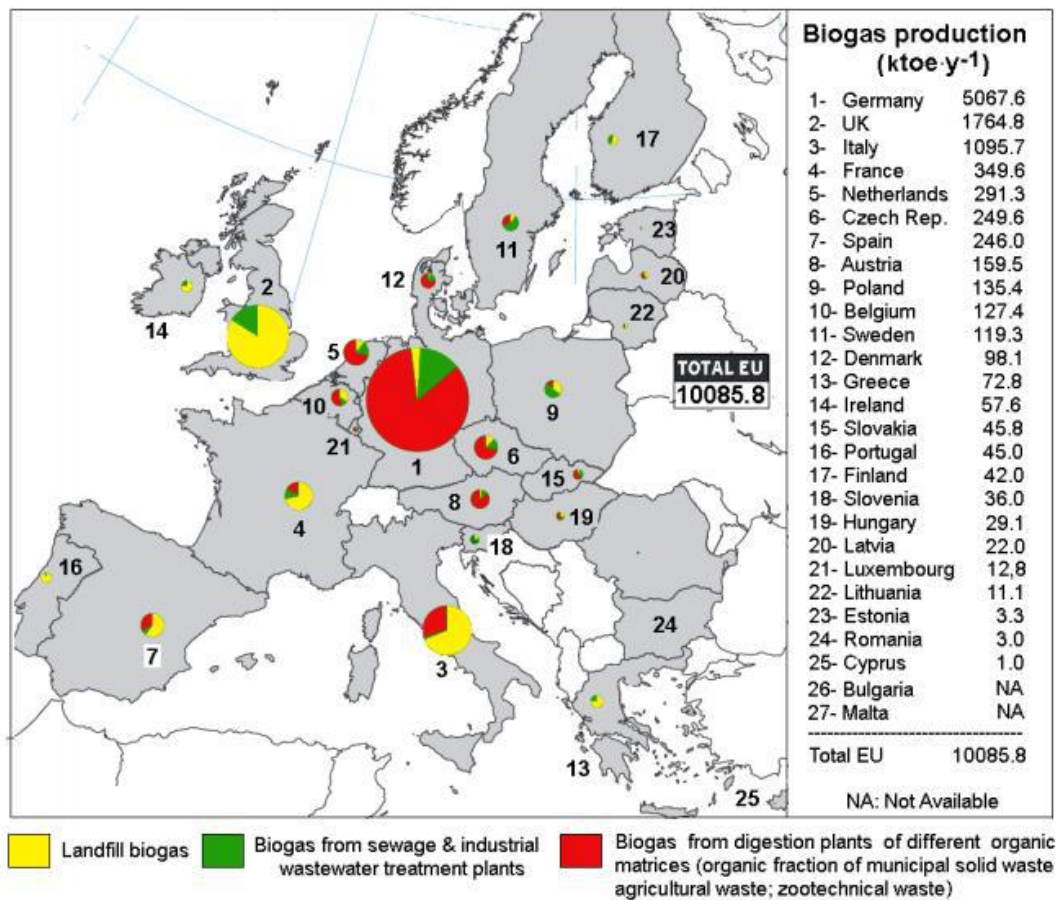 Biogas production
(ktoe·y-1)
1- Germany 5067.6
2- UK 1764.8
3- Italy 1095.7
4- France 349.6
5- Netherlands 291.3
6- Czech Rep. 249.6
7- Spain 246.0
8- Austria 159.5
9- Poland 135.4
10- Belgium 127.4
11- Sweden 119.3
12- Denmark 98.1
13- Greece 72.8
14- Ireland 57.6
15- Slovakia 45.8
16- Portugal 45.0
17- Finland 42.0
18- Slovenia 36.0
19- Hungary 29.1
20- Latvia 22.0
21- Luxembourg 12,8
22- Lithuania 11.1
23- Estonia 3.3
24- Romania 3.0
25- Cyprus 1.0
26- Bulgaria NA
27- Malta NA
Total EU 10085.8
NA: Not Available
17
11
23
20
12
22
2
14
5
TOTAL EU
10085.8
10
9
21
1
6
15
8
4
19
18
16
24
7
3
13
25
Landfill biogas
Biogas from sewage & industrial
wastewater treatment plants
Biogas from digestion plants of different organic
matrices (organic fraction of municipal solid waste
agricultural waste; zootechnical waste)